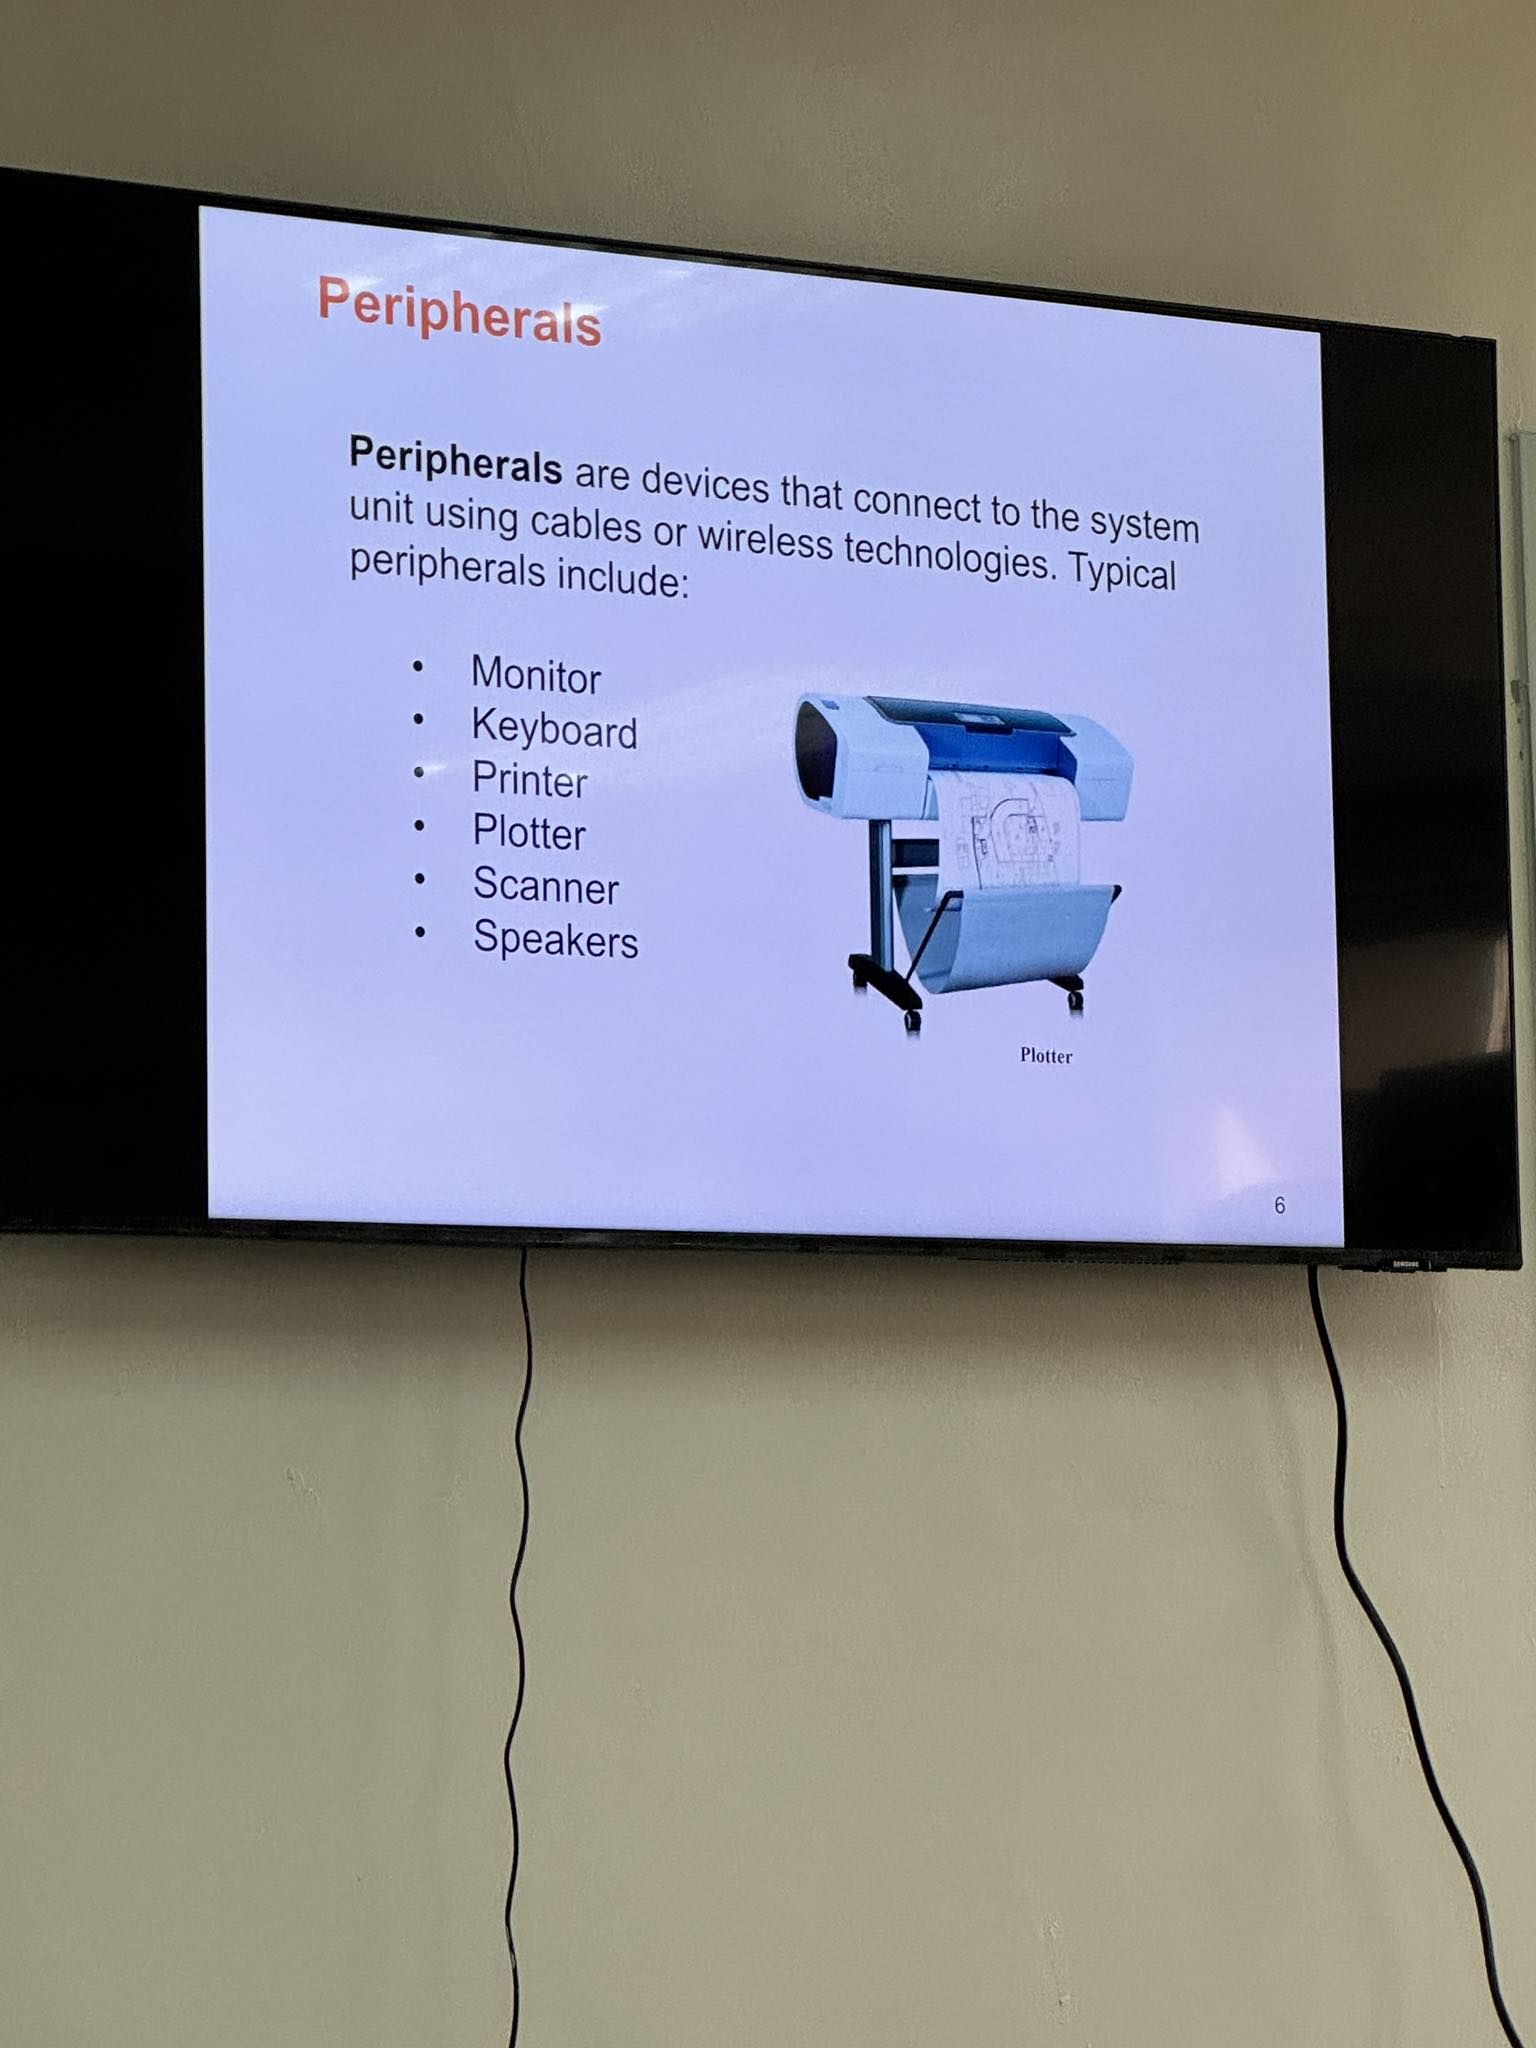 Peripherals
Peripherals are devices that connect to the system
unit using cables or wireless technologies. Typical
peripherals include:
• Monitor
• Keyboard
• Printer
• Plotter
• Scanner
• Speakers
Plotter
6
SAMSUNG